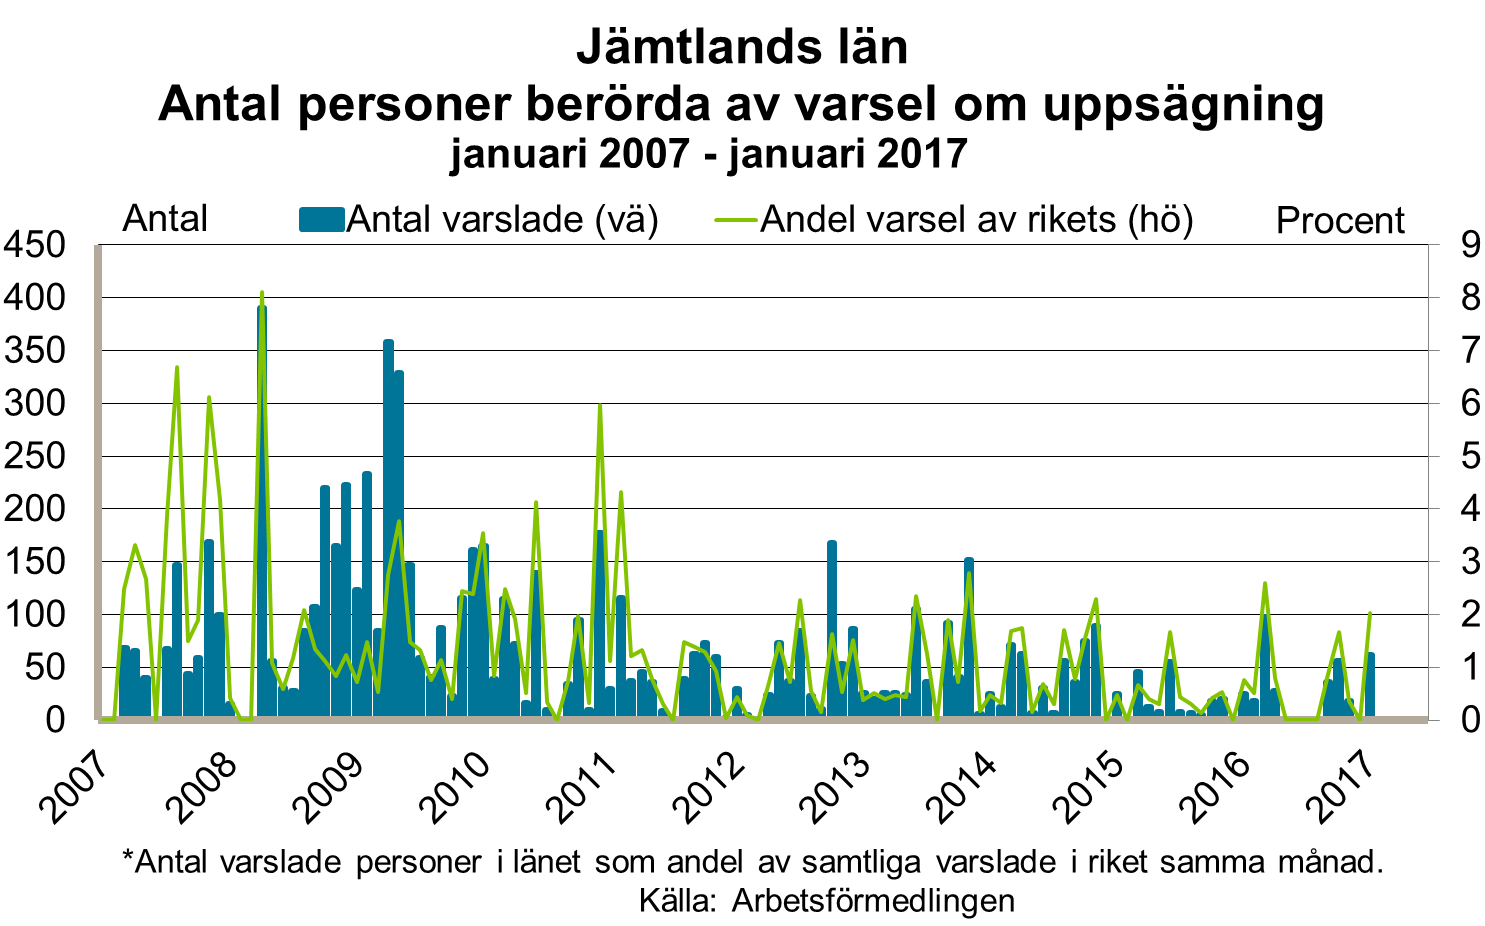 Jämtlands län
Antal personer berörda av varsel om uppsägning
januari 2007 - januari 2017
Antal Antal varslade (vä) Andel varsel av rikets (hö) Procent
450 9
400 8
350 7
300 6
250 5
200 4
150 3
100 2
50 1
0 0
2007 2008 2009 2010 2011 2012 2013 2014 2015 2016 2017
*Antal varslade personer i länet som andel av samtliga varslade i riket samma månad.
Källa: Arbetsförmedlingen